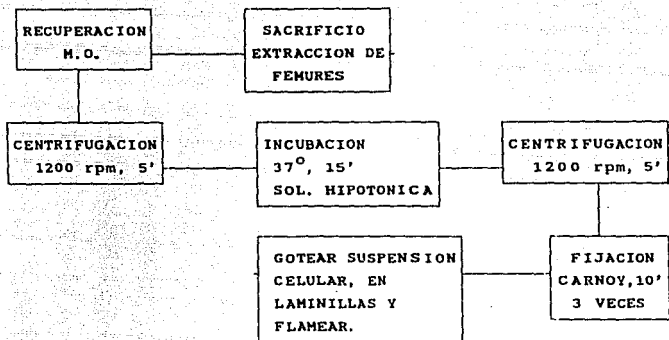 RECUPERACION
M.O.
SACRIFICIO
EXTRACCION DE
FEMURES
CENTRIFUGACION
1200 rpm, 5'
INCUBACION
37°, 15'
SOL. HIPOTONICA
CENTRIFUGACION
1200 rpm, 5'
GOTEAR SUSPENSION
CELULAR, EN
LAMINILLAS Y
FLAMEAR.
FIJACION
CARNOY,10'
3 VECES